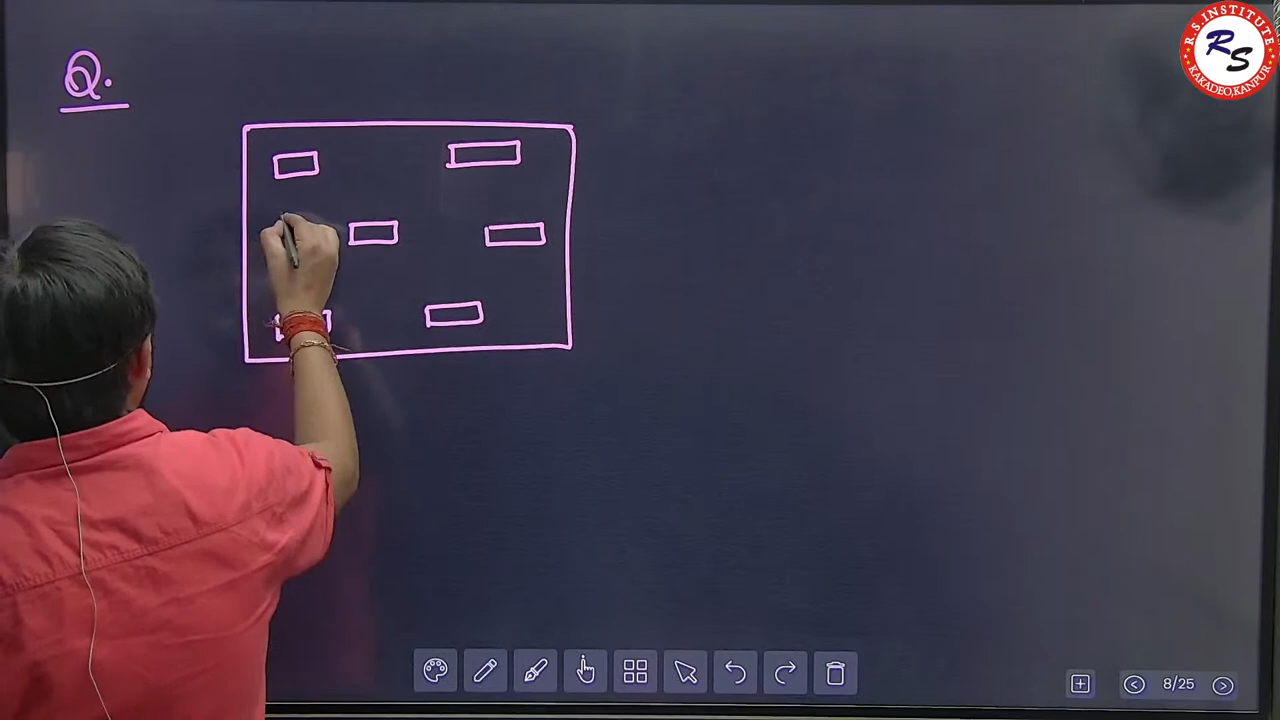 Q.
R.S. INSTITUTE
RS
KAKADEO, KANPUR
8/25